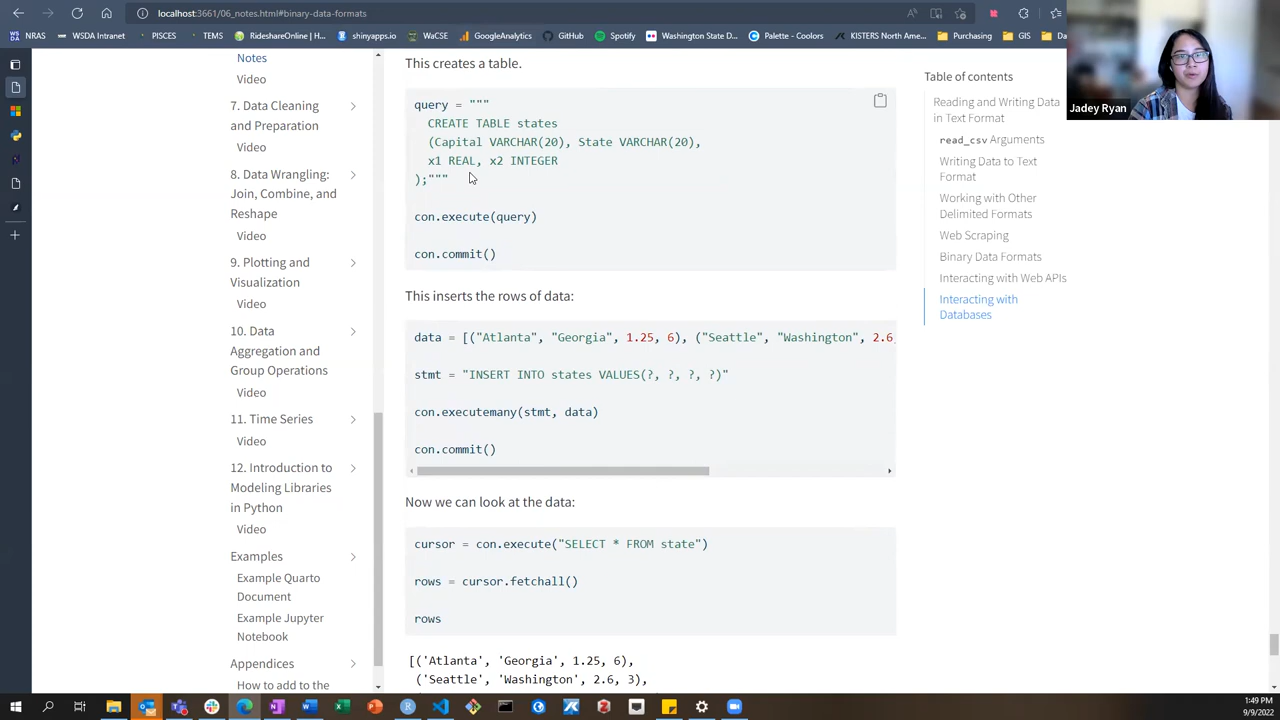 localhost:3661/06_notes.html#binary-data-formats
NRAS WSDA Intranet PISCES TEMS RideshareOnline | H... shinyapps.io WaCSE GoogleAnalytics GitHub Spotify Washington State D... Palette - Coolors KISTERS North Ame... Purchasing GIS Da
Jadey Ryan
Notes
Video
7. Data Cleaning
and Preparation
Video
8. Data Wrangling:
Join, Combine, and
Reshape
Video
9. Plotting and
Visualization
Video
10. Data
Aggregation and
Group Operations
Video
11. Time Series
Video
12. Introduction to
Modeling Libraries
in Python
Video
Examples
Example Quarto
Document
Example Jupyter
Notebook
Appendices
How to add to the
This creates a table.
query = """
CREATE TABLE states
(Capital VARCHAR(20), State VARCHAR(20),
x1 REAL, x2 INTEGER
);"""
con.execute(query)
con.commit()
This inserts the rows of data:
data = [("Atlanta", "Georgia", 1.25, 6), ("Seattle", "Washington", 2.6,
stmt = "INSERT INTO states VALUES(?, ?, ?, ?)"
con.executemany(stmt, data)
con.commit()
Now we can look at the data:
cursor = con.execute("SELECT * FROM state")
rows = cursor.fetchall()
rows
[('Atlanta', 'Georgia', 1.25, 6),
('Seattle', 'Washington', 2.6, 3),
Table of contents
Reading and Writing Data
in Text Format
read_csv Arguments
Writing Data to Text
Format
Working with Other
Delimited Formats
Web Scraping
Binary Data Formats
Interacting with Web APIs
Interacting with
Databases
1:49 PM
9/9/2022